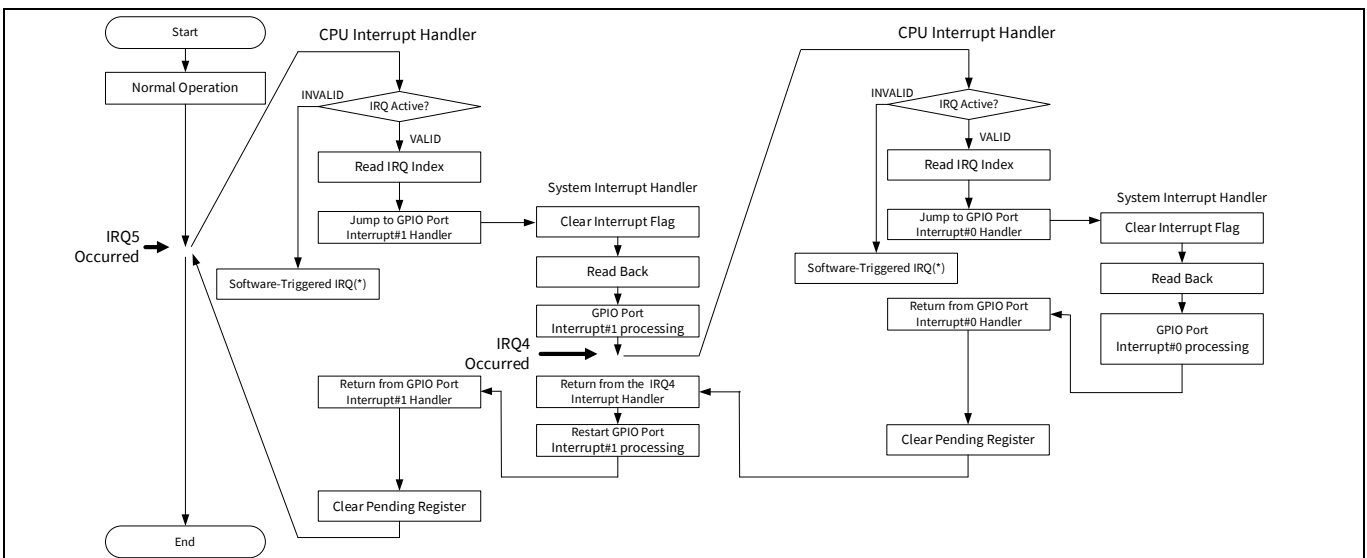 Start
Normal Operation
IRQ5
Occurred
End
CPU Interrupt Handler
INVALID
IRQ Active?
VALID
Read IRQ Index
Jump to GPIO Port
Interrupt#1 Handler
Software-Triggered IRQ(*)
System Interrupt Handler
Clear Interrupt Flag
Read Back
GPIO Port
Interrupt#1 processing
IRQ4
Occurred
CPU Interrupt Handler
INVALID
IRQ Active?
VALID
Read IRQ Index
Jump to GPIO Port
Interrupt#0 Handler
Software-Triggered IRQ(*)
System Interrupt Handler
Clear Interrupt Flag
Read Back
GPIO Port
Interrupt#0 processing
Return from GPIO Port
Interrupt#0 Handler
Clear Pending Register
Return from the IRQ4
Interrupt Handler
Restart GPIO Port
Interrupt#1 processing
Return from GPIO Port
Interrupt#1 Handler
Clear Pending Register